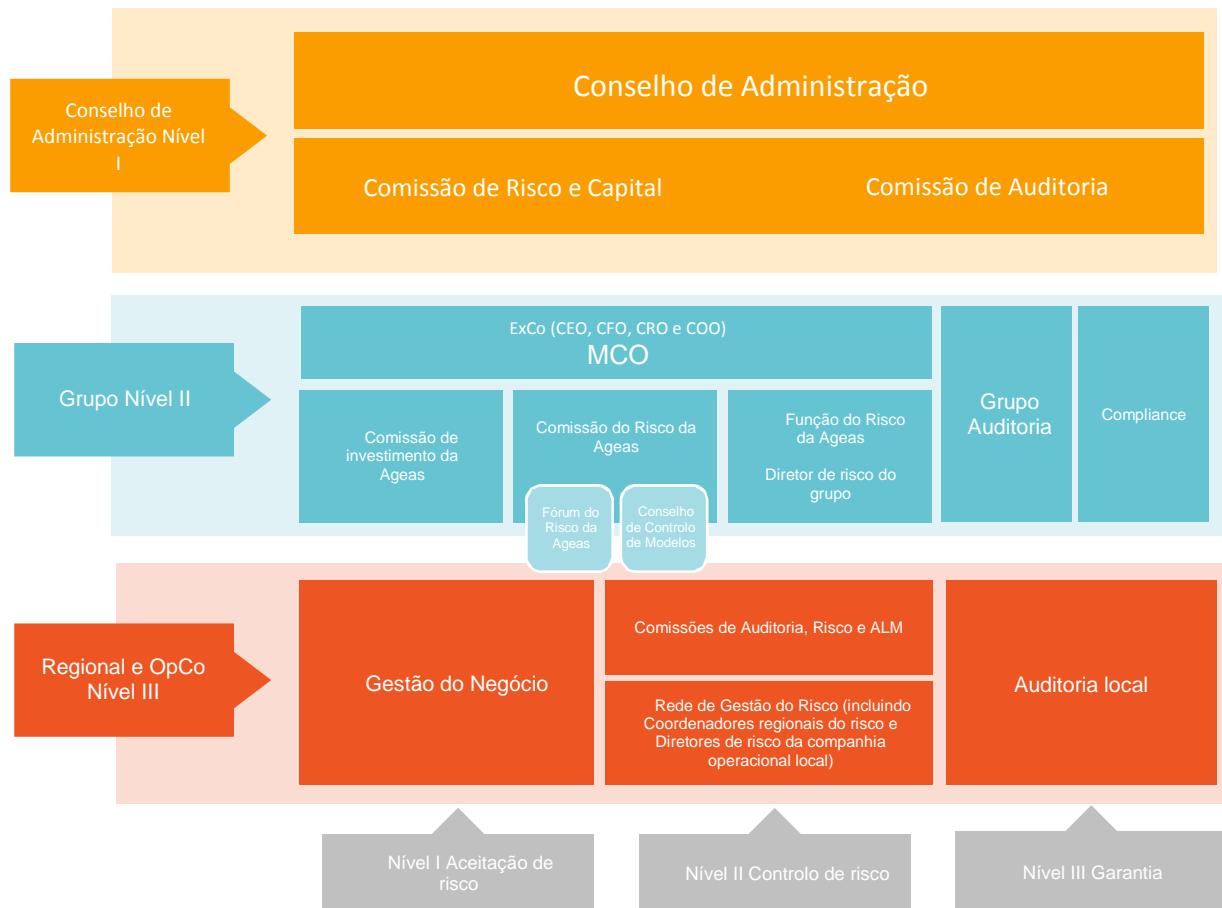 Conselho de
Administração Nível
I
Conselho de Administração
Comissão de Risco e Capital
Comissão de Auditoria
Grupo Nível II
ExCo (CEO, CFO, CRO e COO)
MCO
Comissão de
investimento da
Ageas
Comissão do Risco da
Ageas
Fórum do
Risco da
Ageas
Conselho
de Controlo
de Modelos
Função do Risco
da Ageas
Diretor de risco do
grupo
Grupo
Auditoria
Compliance
Regional e OpCo
Nível III
Gestão do Negócio
Comissões de Auditoria, Risco e ALM
Rede de Gestão do Risco (incluindo
Coordenadores regionais do risco e
Diretores de risco da companhia
operacional local)
Auditoria local
Nível I Aceitação de
risco
Nível II Controlo de risco
Nível III Garantia